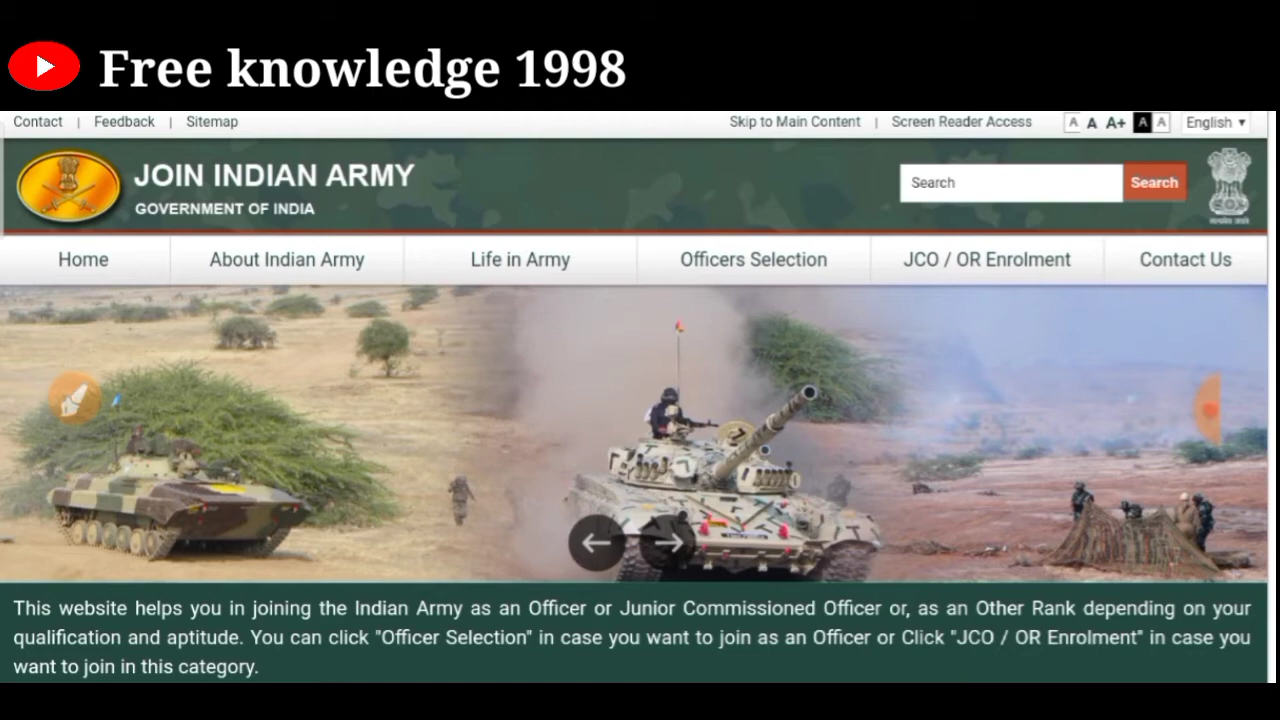 Free knowledge 1998
Contact | Feedback | Sitemap
Skip to Main Content | Screen Reader Access A A A+ A A English ▼
JOIN INDIAN ARMY
GOVERNMENT OF INDIA
Search Search
Home About Indian Army Life in Army Officers Selection JCO / OR Enrolment Contact Us
This website helps you in joining the Indian Army as an Officer or Junior Commissioned Officer or, as an Other Rank depending on your
qualification and aptitude. You can click "Officer Selection" in case you want to join as an Officer or Click "JCO / OR Enrolment" in case you
want to join in this category.